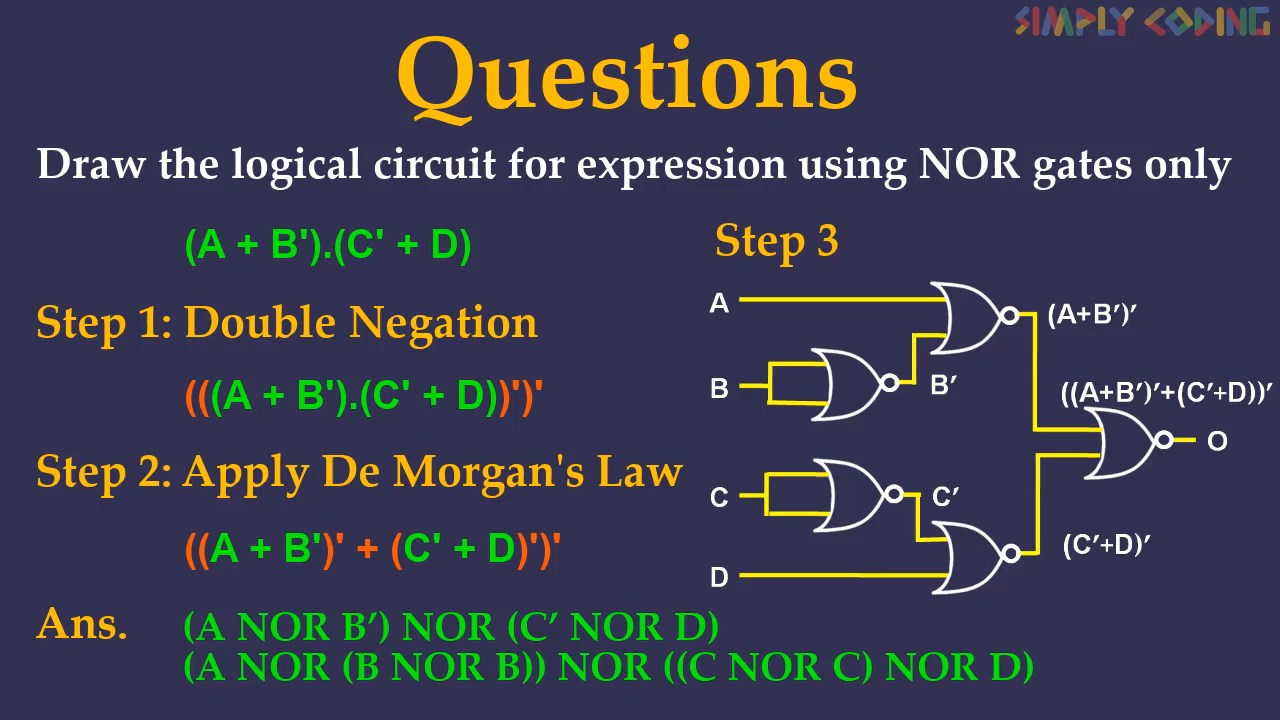 SIMPLY CODING
Questions
Draw the logical circuit for expression using NOR gates only
(A + B').(C' + D)
Step 1: Double Negation
(((A + B').(C' + D))')'
Step 2: Apply De Morgan's Law
((A + B')' + (C' + D)')'
Ans. (A NOR B′) NOR (C′ NOR D)
(A NOR (B NOR B)) NOR ((C NOR C) NOR D)
Step 3
A
(A+B′)′
B
B′
((A+B′)′+(C′+D))′
O
C
C′
(C′+D)′
D